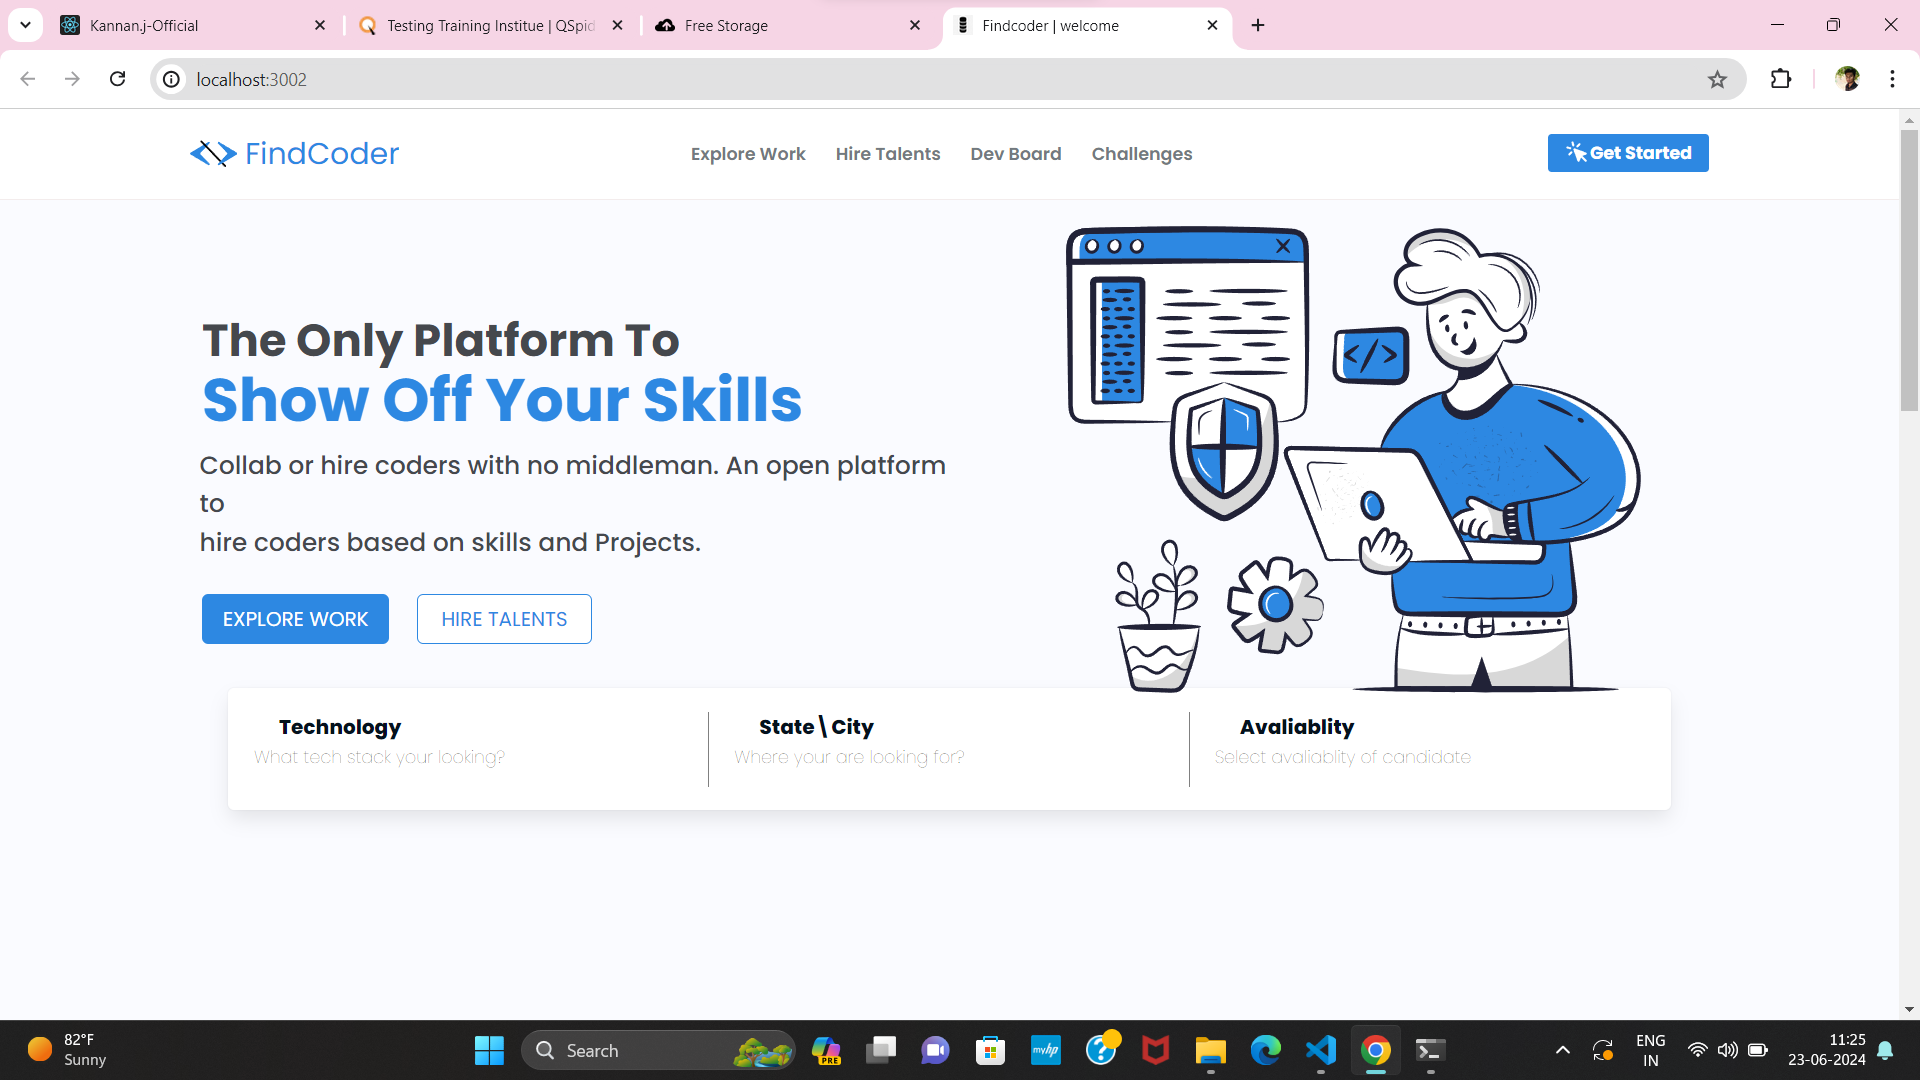 Kannan.j-Official
Testing Training Institue | QSpid
Free Storage
Findcoder | welcome
localhost:3002
FindCoder
Explore Work
Hire Talents
Dev Board
Challenges
Get Started
</>
The Only Platform To
Show Off Your Skills
Collab or hire coders with no middleman. An open platform
to
hire coders based on skills and Projects.
EXPLORE WORK
HIRE TALENTS
Technology
What tech stack your looking?
State\City
Where your are looking for?
Avaliablity
Select avaliablity of candidate
82°F
Sunny
Search
PRE
myhp
ENG
IN
11:25
23-06-2024